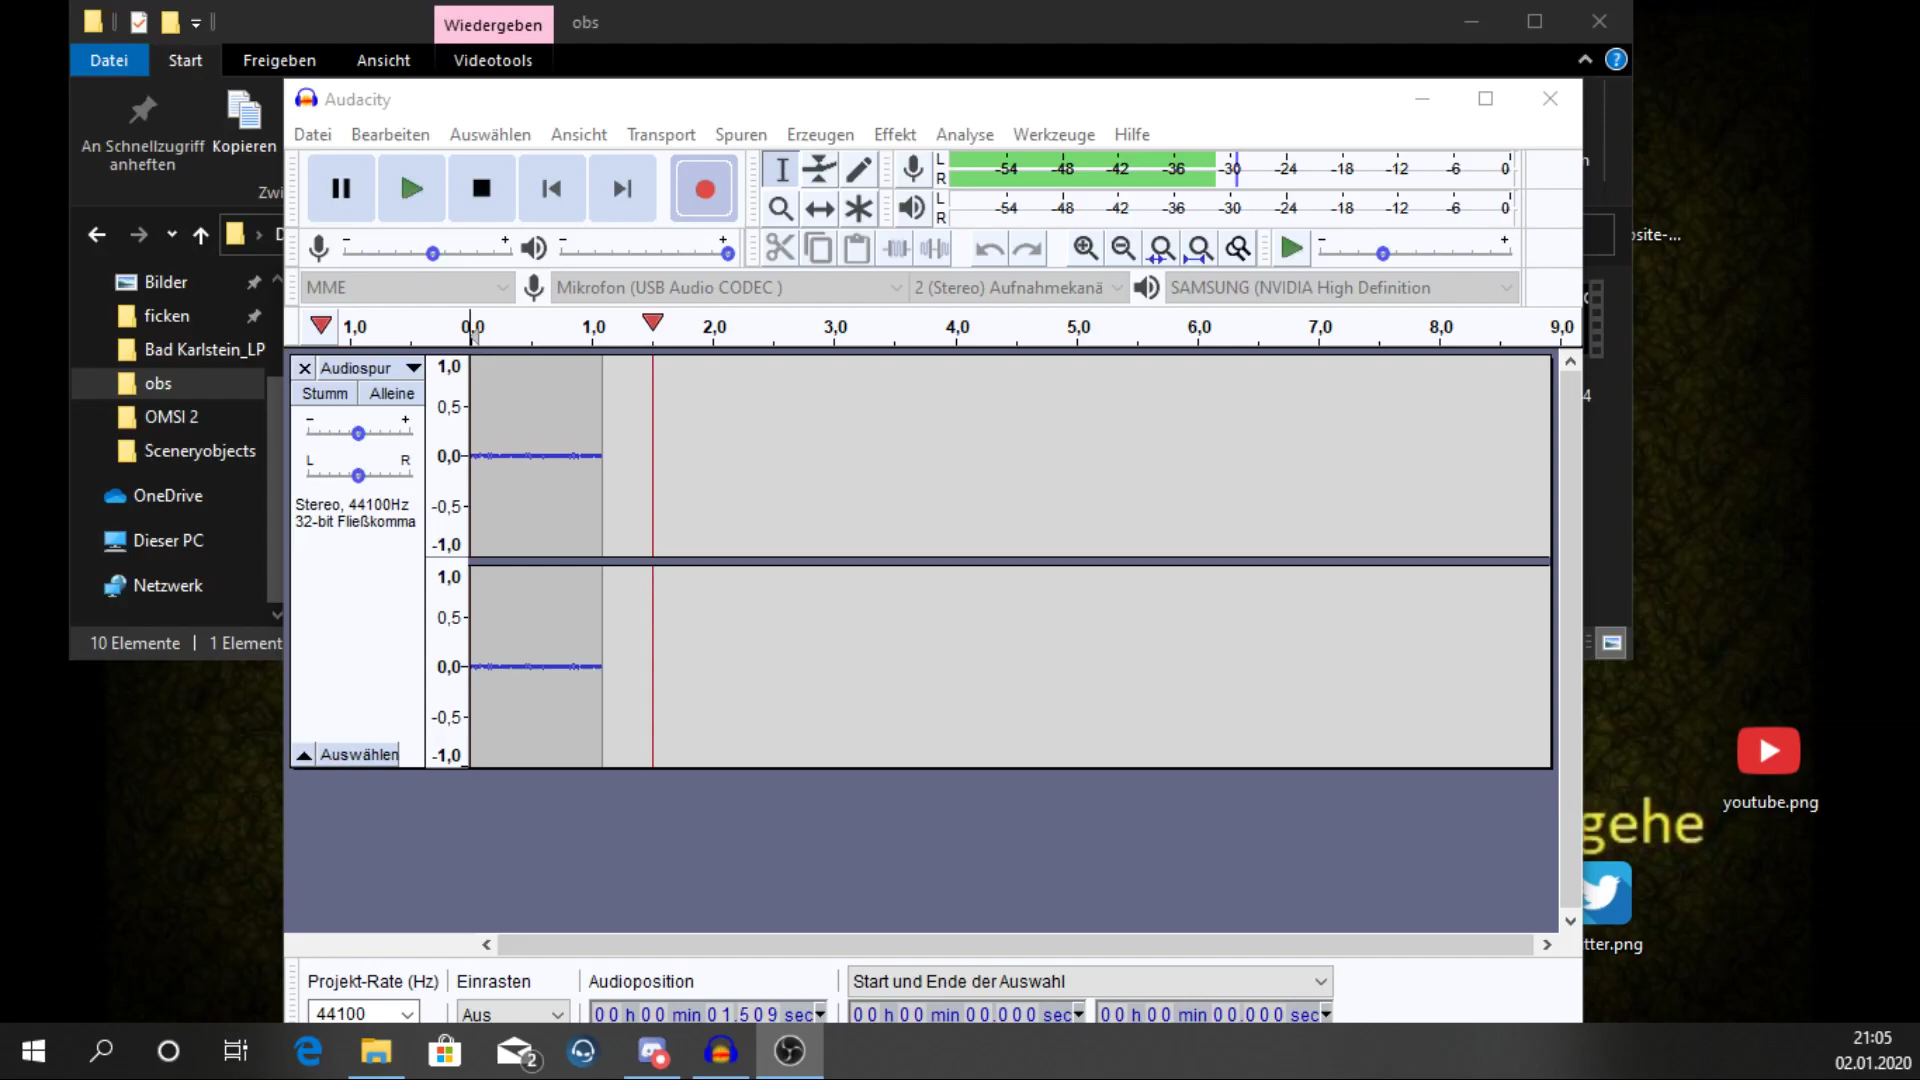 Wiedergeben obs
Datei Start Freigeben Ansicht Videotools
An Schnellzugriff
anheften
Kopieren
Audacity
Datei Bearbeiten Auswählen Ansicht Transport Spuren Erzeugen Effekt Analyse Werkzeuge Hilfe
L
R
-54 -48 -42 -36 -30 -24 -18 -12 -6 0
L
R
-54 -48 -42 -36 -30 -24 -18 -12 -6 0
- + - + - +
MME Mikrofon (USB Audio CODEC ) 2 (Stereo) Aufnahmekanä SAMSUNG (NVIDIA High Definition
1,0 0,0 1,0 2,0 3,0 4,0 5,0 6,0 7,0 8,0 9,0
Bilder
ficken
Bad Karlstein_LP
obs
OMSI 2
Sceneryobjects
OneDrive
Dieser PC
Netzwerk
10 Elemente 1 Element
Audiospur
Stumm Alleine
- +
L R
Stereo, 44100Hz
32-bit Fließkomma
Auswählen
1,0
0,5
0,0
-0,5
-1,0
1,0
0,5
0,0
-0,5
-1,0
youtube.png
gehe
tter.png
Projekt-Rate (Hz) Einrasten Audioposition Start und Ende der Auswahl
44100 Aus 00 h 00 min 01.509 sec 00 h 00 min 00.000 sec 00 h 00 min 00.000 sec
2
21:05
02.01.2020